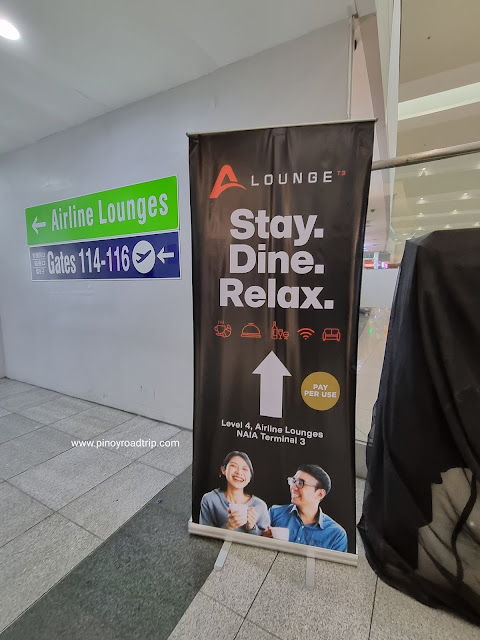 ← Airline Lounges
Gates 114-116 ←
A LOUNGE T3
Stay.
Dine.
Relax.
PAY
PER USE
Level 4, Airline Lounges
NAIA Terminal 3
www.pinoyroadtrip.com